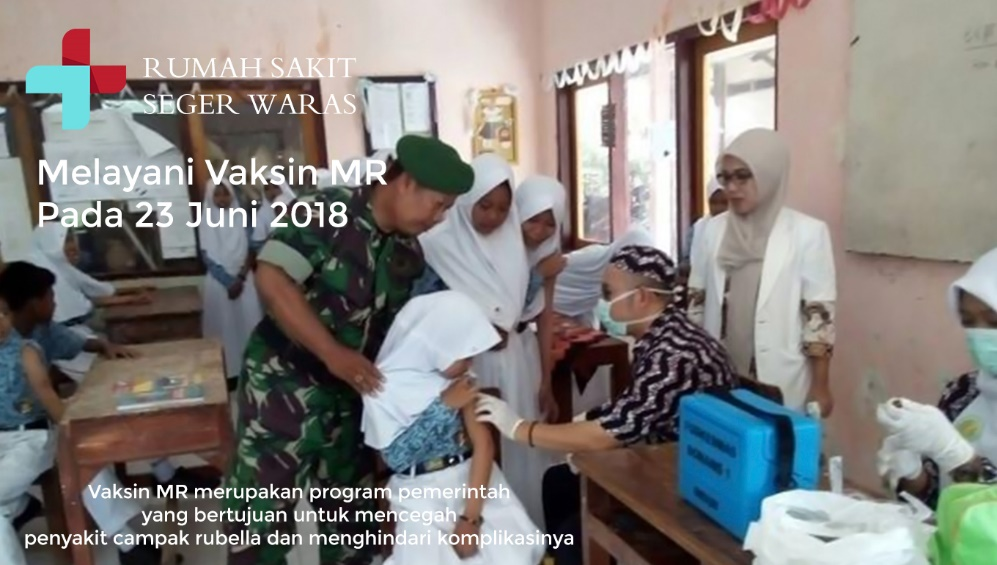 RUMAH SAKIT
SEGER WARAS
Melayani Vaksin MR
Pada 23 Juni 2018
Vaksin MR merupakan program pemerintah
yang bertujuan untuk mencegah
penyakit campak rubella dan menghindari komplikasinya